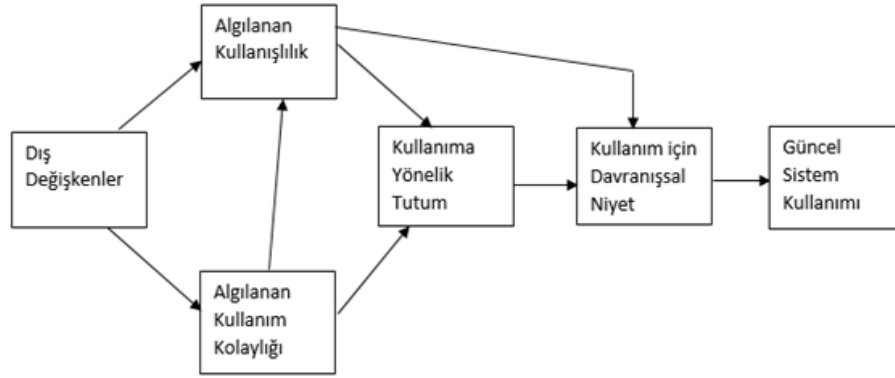 Algılanan
Kullanışlılık
Dış
Değişkenler
Kullanıma
Yönelik
Tutum
Kullanım için
Davranışsal
Niyet
Güncel
Sistem
Kullanımı
Algılanan
Kullanım
Kolaylığı